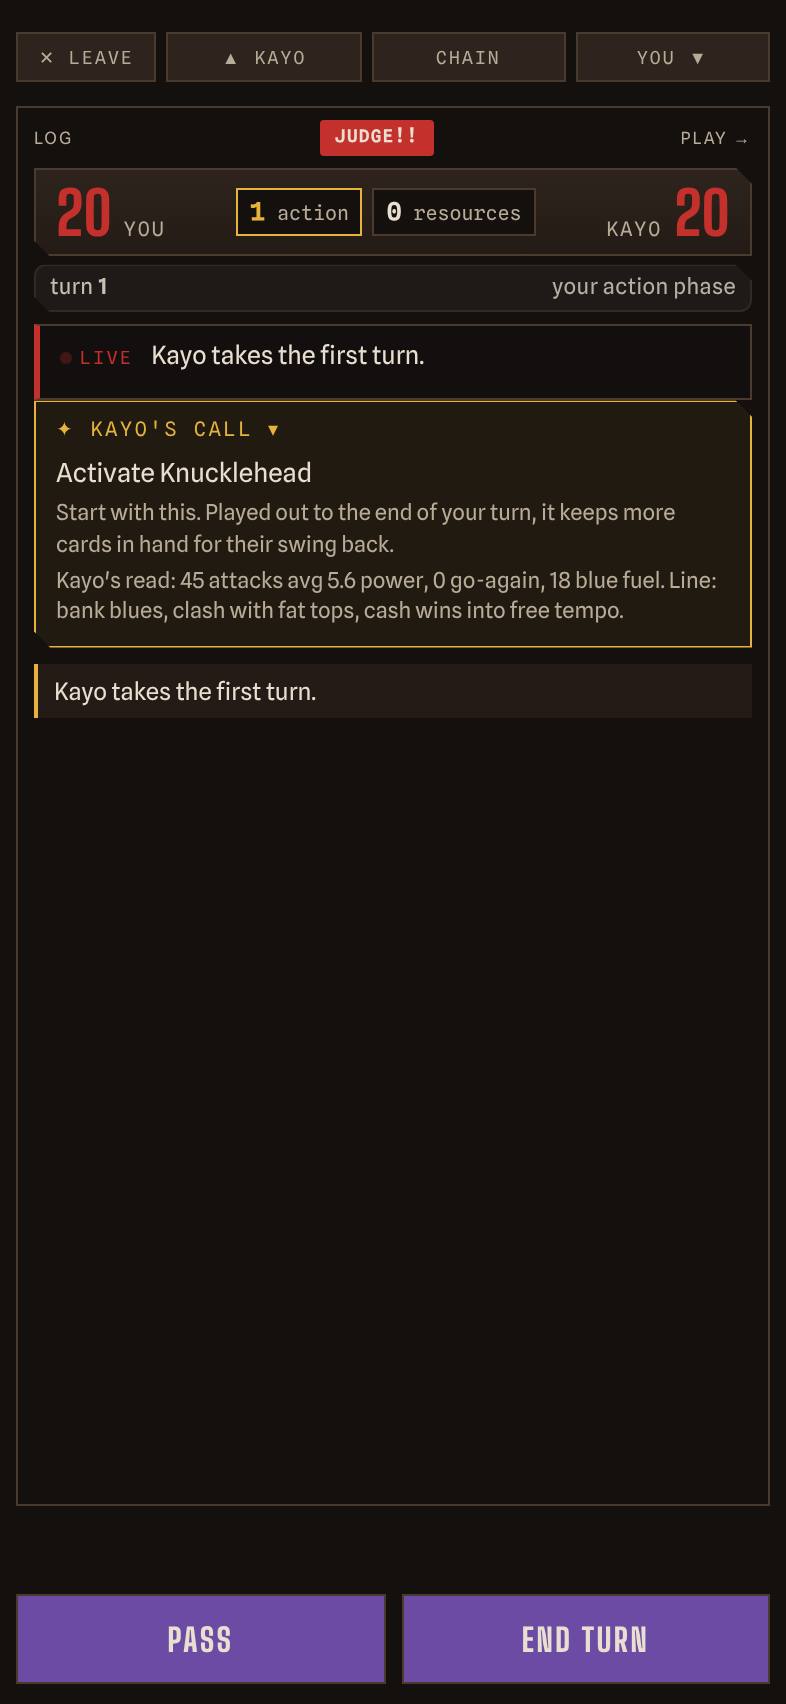 ✕ LEAVE
▲ KAYO
CHAIN
YOU ▼
LOG
JUDGE!!
PLAY →
20 YOU
1 action
0 resources
KAYO 20
turn 1
your action phase
LIVE Kayo takes the first turn.
✦ KAYO'S CALL ▼
Activate Knucklehead
Start with this. Played out to the end of your turn, it keeps more
cards in hand for their swing back.
Kayo's read: 45 attacks avg 5.6 power, 0 go-again, 18 blue fuel. Line:
bank blues, clash with fat tops, cash wins into free tempo.
Kayo takes the first turn.
PASS
END TURN